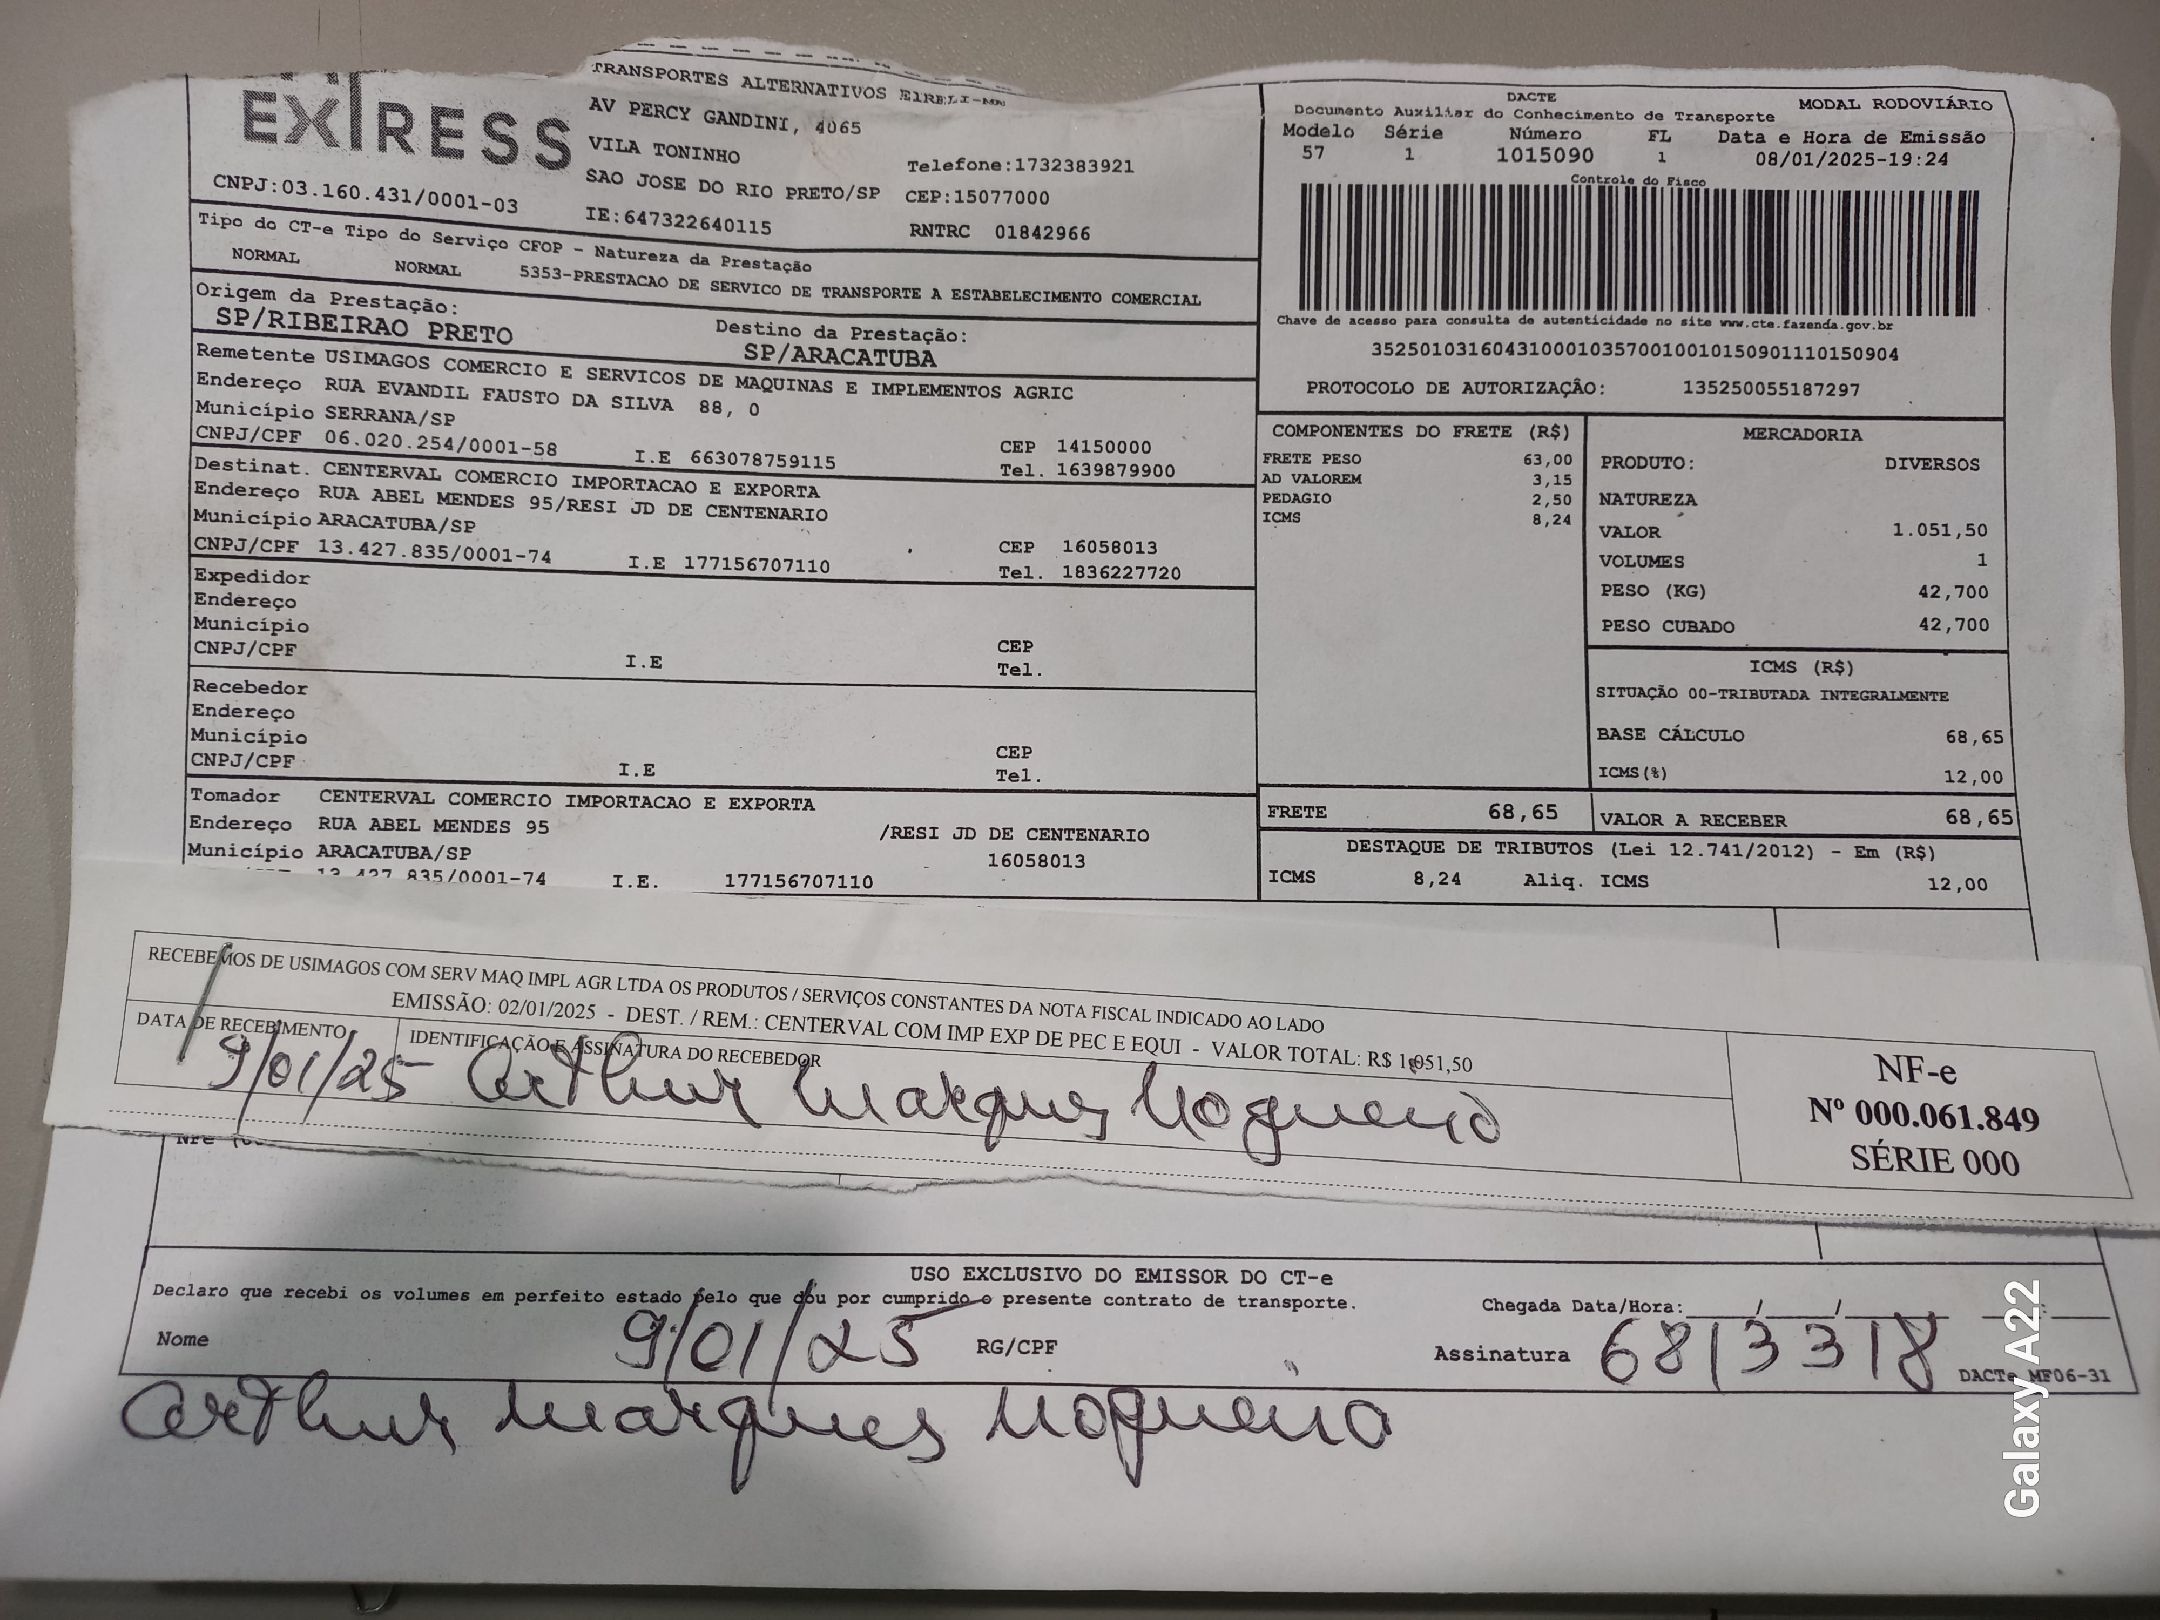 EXPRESS
TRANSPORTES ALTERNATIVOS EIRELI-ME
AV PERCY GANDINI, 4065
VILA TONINHO
Telefone:1732383921
SAO JOSE DO RIO PRETO/SP CEP:15077000
CNPJ:03.160.431/0001-03
IE:647322640115
RNTRC 01842966
Tipo do CT-e Tipo do Serviço CFOP - Natureza da Prestação
NORMAL NORMAL 5353-PRESTACAO DE SERVICO DE TRANSPORTE A ESTABELECIMENTO COMERCIAL
Origem da Prestação:
SP/RIBEIRAO PRETO
Destino da Prestação:
SP/ARACATUBA
Remetente USIMAGOS COMERCIO E SERVICOS DE MAQUINAS E IMPLEMENTOS AGRIC
Endereço RUA EVANDIL FAUSTO DA SILVA 88, 0
Município SERRANA/SP
CEP 14150000
CNPJ/CPF 06.020.254/0001-58 I.E 663078759115 Tel. 1639879900
Destinat. CENTERVAL COMERCIO IMPORTACAO E EXPORTA
Endereço RUA ABEL MENDES 95/RESI JD DE CENTENARIO
Município ARACATUBA/SP
CEP 16058013
CNPJ/CPF 13.427.835/0001-74 I.E 177156707110 Tel. 1836227720
Expedidor
Endereço
Município
CEP
CNPJ/CPF I.E Tel.
Recebedor
Endereço
Município
CEP
CNPJ/CPF I.E Tel.
Tomador CENTERVAL COMERCIO IMPORTACAO E EXPORTA
Endereço RUA ABEL MENDES 95 /RESI JD DE CENTENARIO
Município ARACATUBA/SP 16058013
13.427.835/0001-74 I.E. 177156707110
DACTE
MODAL RODOVIÁRIO
Documento Auxiliar do Conhecimento de Transporte
Modelo Série Número FL Data e Hora de Emissão
57 1 1015090 1 08/01/2025-19:24
Controle do Fisco
Chave de acesso para consulta de autenticidade no site www.cte.fazenda.gov.br
35250103160431000103570010010150901110150904
PROTOCOLO DE AUTORIZAÇÃO: 135250055187297
COMPONENTES DO FRETE (R$)
FRETE PESO 63,00
AD VALOREM 3,15
PEDAGIO 2,50
ICMS 8,24
MERCADORIA
PRODUTO: DIVERSOS
NATUREZA
VALOR 1.051,50
VOLUMES 1
PESO (KG) 42,700
PESO CUBADO 42,700
ICMS (R$)
SITUAÇÃO 00-TRIBUTADA INTEGRALMENTE
BASE CÁLCULO 68,65
ICMS(%) 12,00
FRETE 68,65 VALOR A RECEBER 68,65
DESTAQUE DE TRIBUTOS (Lei 12.741/2012) - Em (R$)
ICMS 8,24 Aliq. ICMS 12,00
RECEBEMOS DE USIMAGOS COM SERV MAQ IMPL AGR LTDA OS PRODUTOS / SERVIÇOS CONSTANTES DA NOTA FISCAL INDICADO AO LADO
EMISSÃO: 02/01/2025 - DEST. / REM.: CENTERVAL COM IMP EXP DE PEC E EQUI - VALOR TOTAL: R$ 1.051,50
DATA DE RECEBIMENTO IDENTIFICAÇÃO E ASSINATURA DO RECEBEDOR
9/01/25 Arthur Marques Nogueira
NF-e
Nº 000.061.849
SÉRIE 000
USO EXCLUSIVO DO EMISSOR DO CT-e
Declaro que recebi os volumes em perfeito estado pelo que dou por cumprido o presente contrato de transporte.
Chegada Data/Hora: / / :
Nome 9/01/25 RG/CPF Assinatura 6813318
DACTe MF06-31
Arthur Marques Nogueira
Galaxy A22